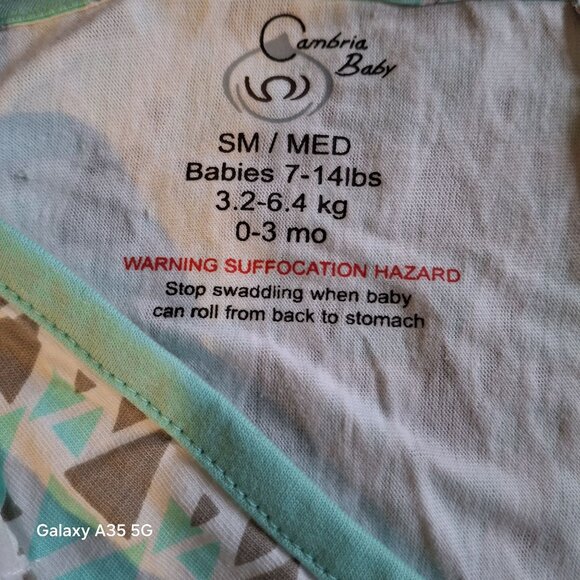 Cambria
Baby
SM / MED
Babies 7-14lbs
3.2-6.4 kg
0-3 mo
WARNING SUFFOCATION HAZARD
Stop swaddling when baby
can roll from back to stomach
Galaxy A35 5G